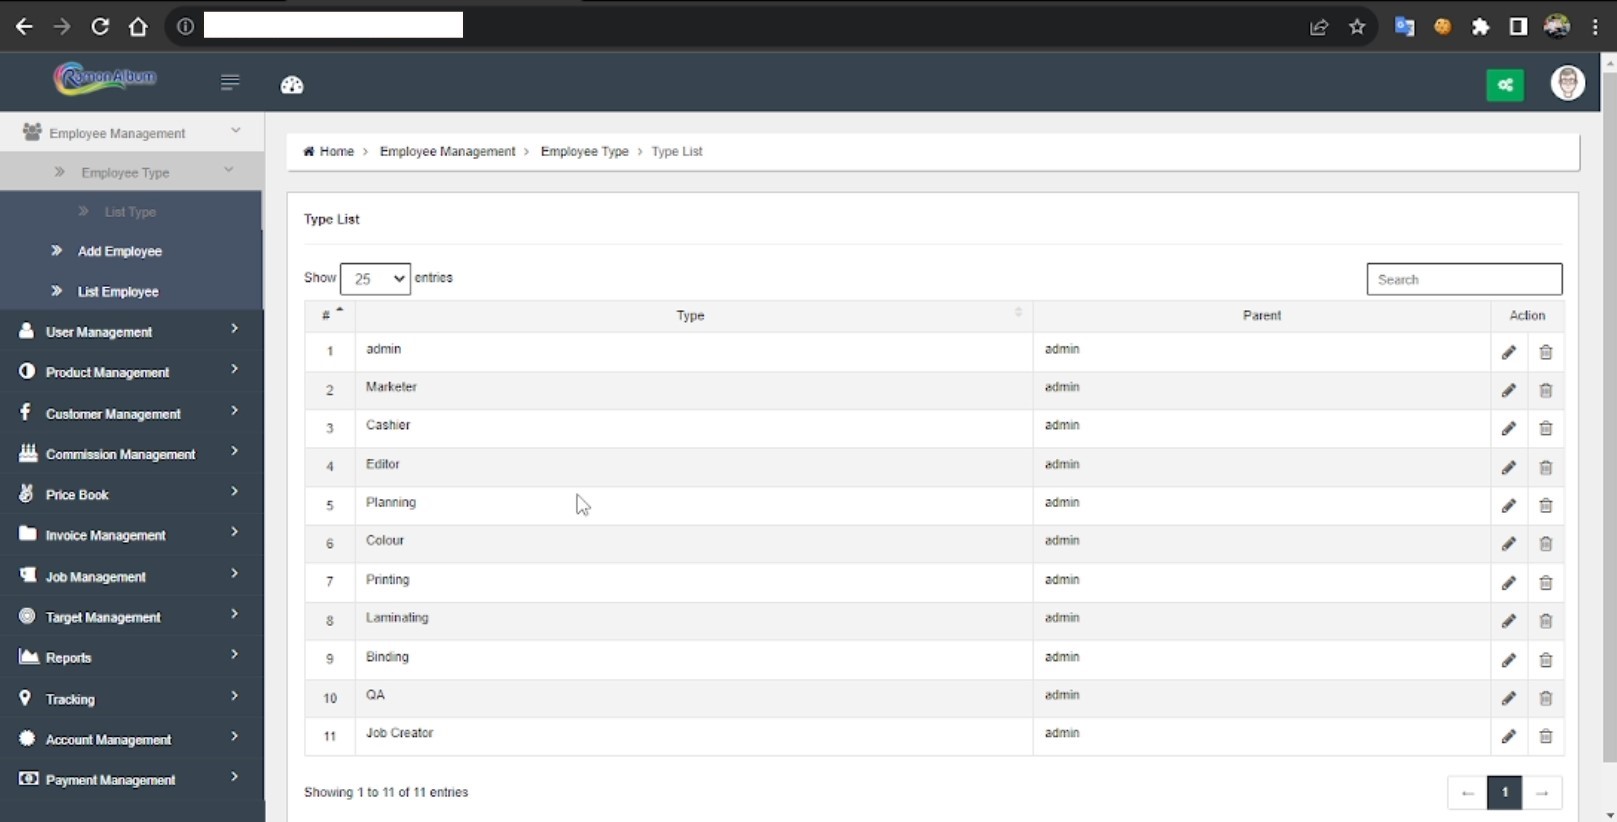 Ramon Album
Employee Management
Employee Type
List Type
Add Employee
List Employee
User Management
Product Management
Customer Management
Commission Management
Price Book
Invoice Management
Job Management
Target Management
Reports
Tracking
Account Management
Payment Management
Home > Employee Management > Employee Type > Type List
Type List
Show 25 entries
Search
# Type Parent Action
1 admin admin
2 Marketer admin
3 Cashier admin
4 Editor admin
5 Planning admin
6 Colour admin
7 Printing admin
8 Laminating admin
9 Binding admin
10 QA admin
11 Job Creator admin
Showing 1 to 11 of 11 entries
← 1 →